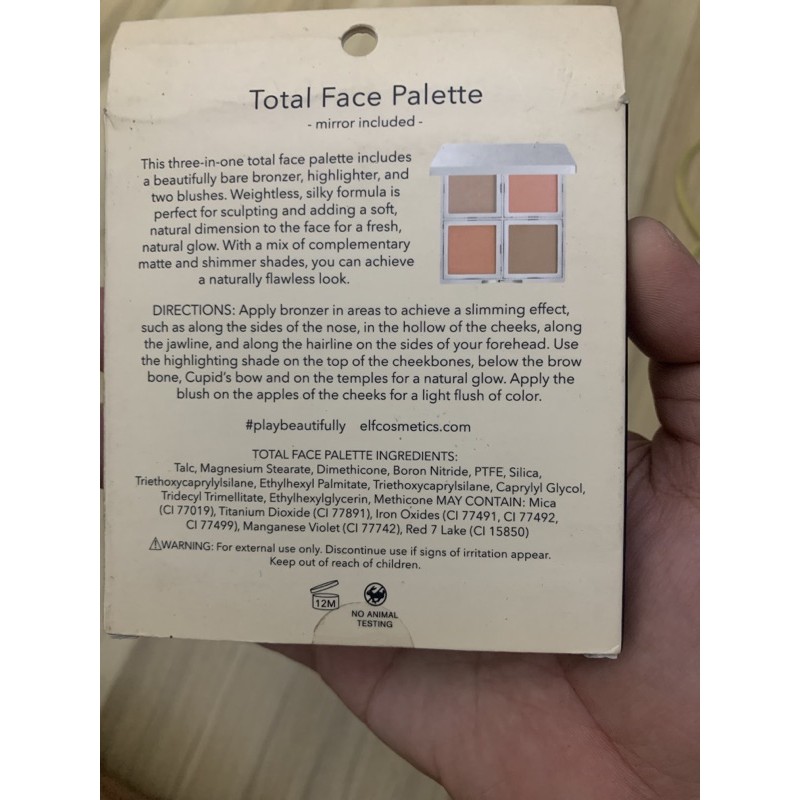 Total Face Palette
- mirror included -
This three-in-one total face palette includes
a beautifully bare bronzer, highlighter, and
two blushes. Weightless, silky formula is
perfect for sculpting and adding a soft,
natural dimension to the face for a fresh,
natural glow. With a mix of complementary
matte and shimmer shades, you can achieve
a naturally flawless look.
DIRECTIONS: Apply bronzer in areas to achieve a slimming effect,
such as along the sides of the nose, in the hollow of the cheeks, along
the jawline, and along the hairline on the sides of your forehead. Use
the highlighting shade on the top of the cheekbones, below the brow
bone, Cupid's bow and on the temples for a natural glow. Apply the
blush on the apples of the cheeks for a light flush of color.
#playbeautifully elfcosmetics.com
TOTAL FACE PALETTE INGREDIENTS:
Talc, Magnesium Stearate, Dimethicone, Boron Nitride, PTFE, Silica,
Triethoxycaprylylsilane, Ethylhexyl Palmitate, Triethoxycaprylsilane, Caprylyl Glycol,
Tridecyl Trimellitate, Ethylhexylglycerin, Methicone MAY CONTAIN: Mica
(CI 77019), Titanium Dioxide (CI 77891), Iron Oxides (CI 77491, CI 77492,
CI 77499), Manganese Violet (CI 77742), Red 7 Lake (CI 15850)
⚠WARNING: For external use only. Discontinue use if signs of irritation appear.
Keep out of reach of children.
12M
NO ANIMAL
TESTING